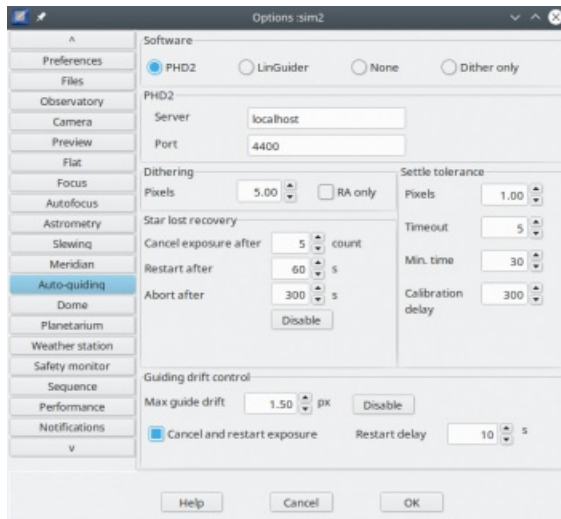 Options :sim2
^
Preferences
Files
Observatory
Camera
Preview
Flat
Focus
Autofocus
Astrometry
Slewing
Meridian
Auto-guiding
Dome
Planetarium
Weather station
Safety monitor
Sequence
Performance
Notifications
v
Software
PHD2 LinGuider None Dither only
PHD2
Server localhost
Port 4400
Dithering
Pixels 5.00 RA only
Star lost recovery
Cancel exposure after 5 count
Restart after 60 s
Abort after 300 s
Disable
Settle tolerance
Pixels 1.00
Timeout 5
Min. time 30
Calibration delay 300
Guiding drift control
Max guide drift 1.50 px Disable
Cancel and restart exposure Restart delay 10 s
Help Cancel OK